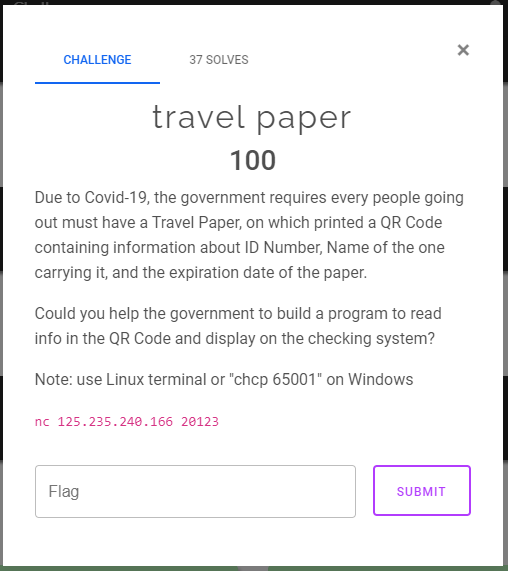 CHALLENGE
37 SOLVES
×
travel paper
100
Due to Covid-19, the government requires every people going
out must have a Travel Paper, on which printed a QR Code
containing information about ID Number, Name of the one
carrying it, and the expiration date of the paper.
Could you help the government to build a program to read
info in the QR Code and display on the checking system?
Note: use Linux terminal or "chcp 65001" on Windows
nc 125.235.240.166 20123
Flag
SUBMIT